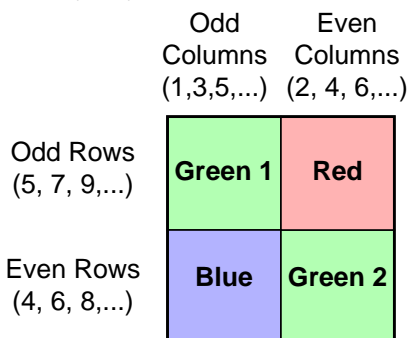 Odd Even
Columns Columns
(1,3,5,...) (2, 4, 6,...)
Odd Rows
(5, 7, 9,...)
Green 1 Red
Even Rows
(4, 6, 8,...)
Blue Green 2